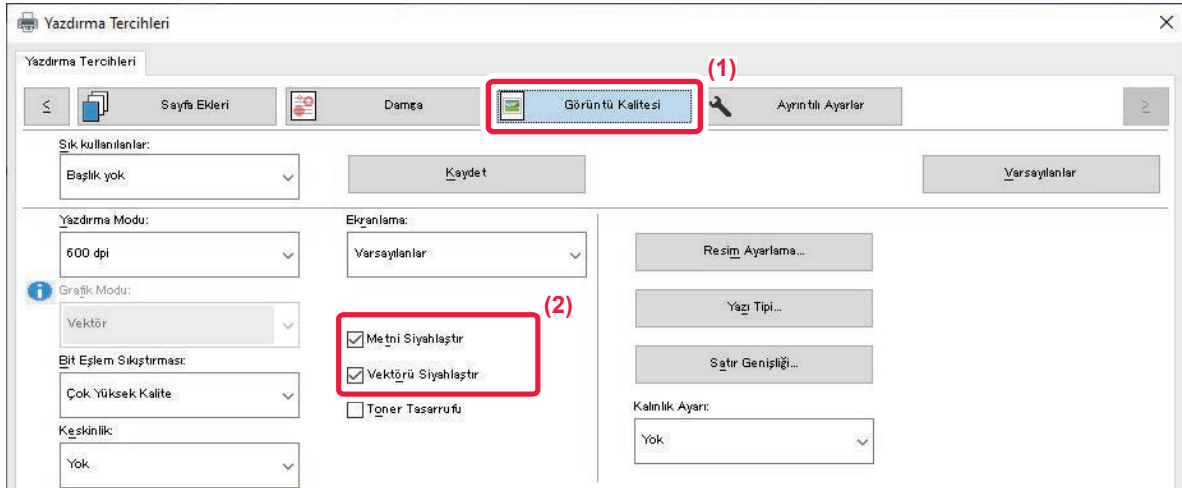 Yazdırma Tercihleri
Yazdırma Tercihleri
(1)
< Sayfa Ekleri Damga Görüntü Kalitesi Ayrıntılı Ayarlar >
Sık kullanılanlar:
Başlık yok Kaydet Varsayılanlar
Yazdırma Modu: Ekranlama:
600 dpi Varsayılanlar Resim Ayarlama...
Grafik Modu:
(2)
Vektör Yazı Tipi...
Metni Siyahlaştır
Bit Eşlem Sıkıştırması: Satır Genişliği...
Vektörü Siyahlaştır
Çok Yüksek Kalite
Toner Tasarrufu Kalınlık Ayarı:
Keskinlik:
Yok Yok